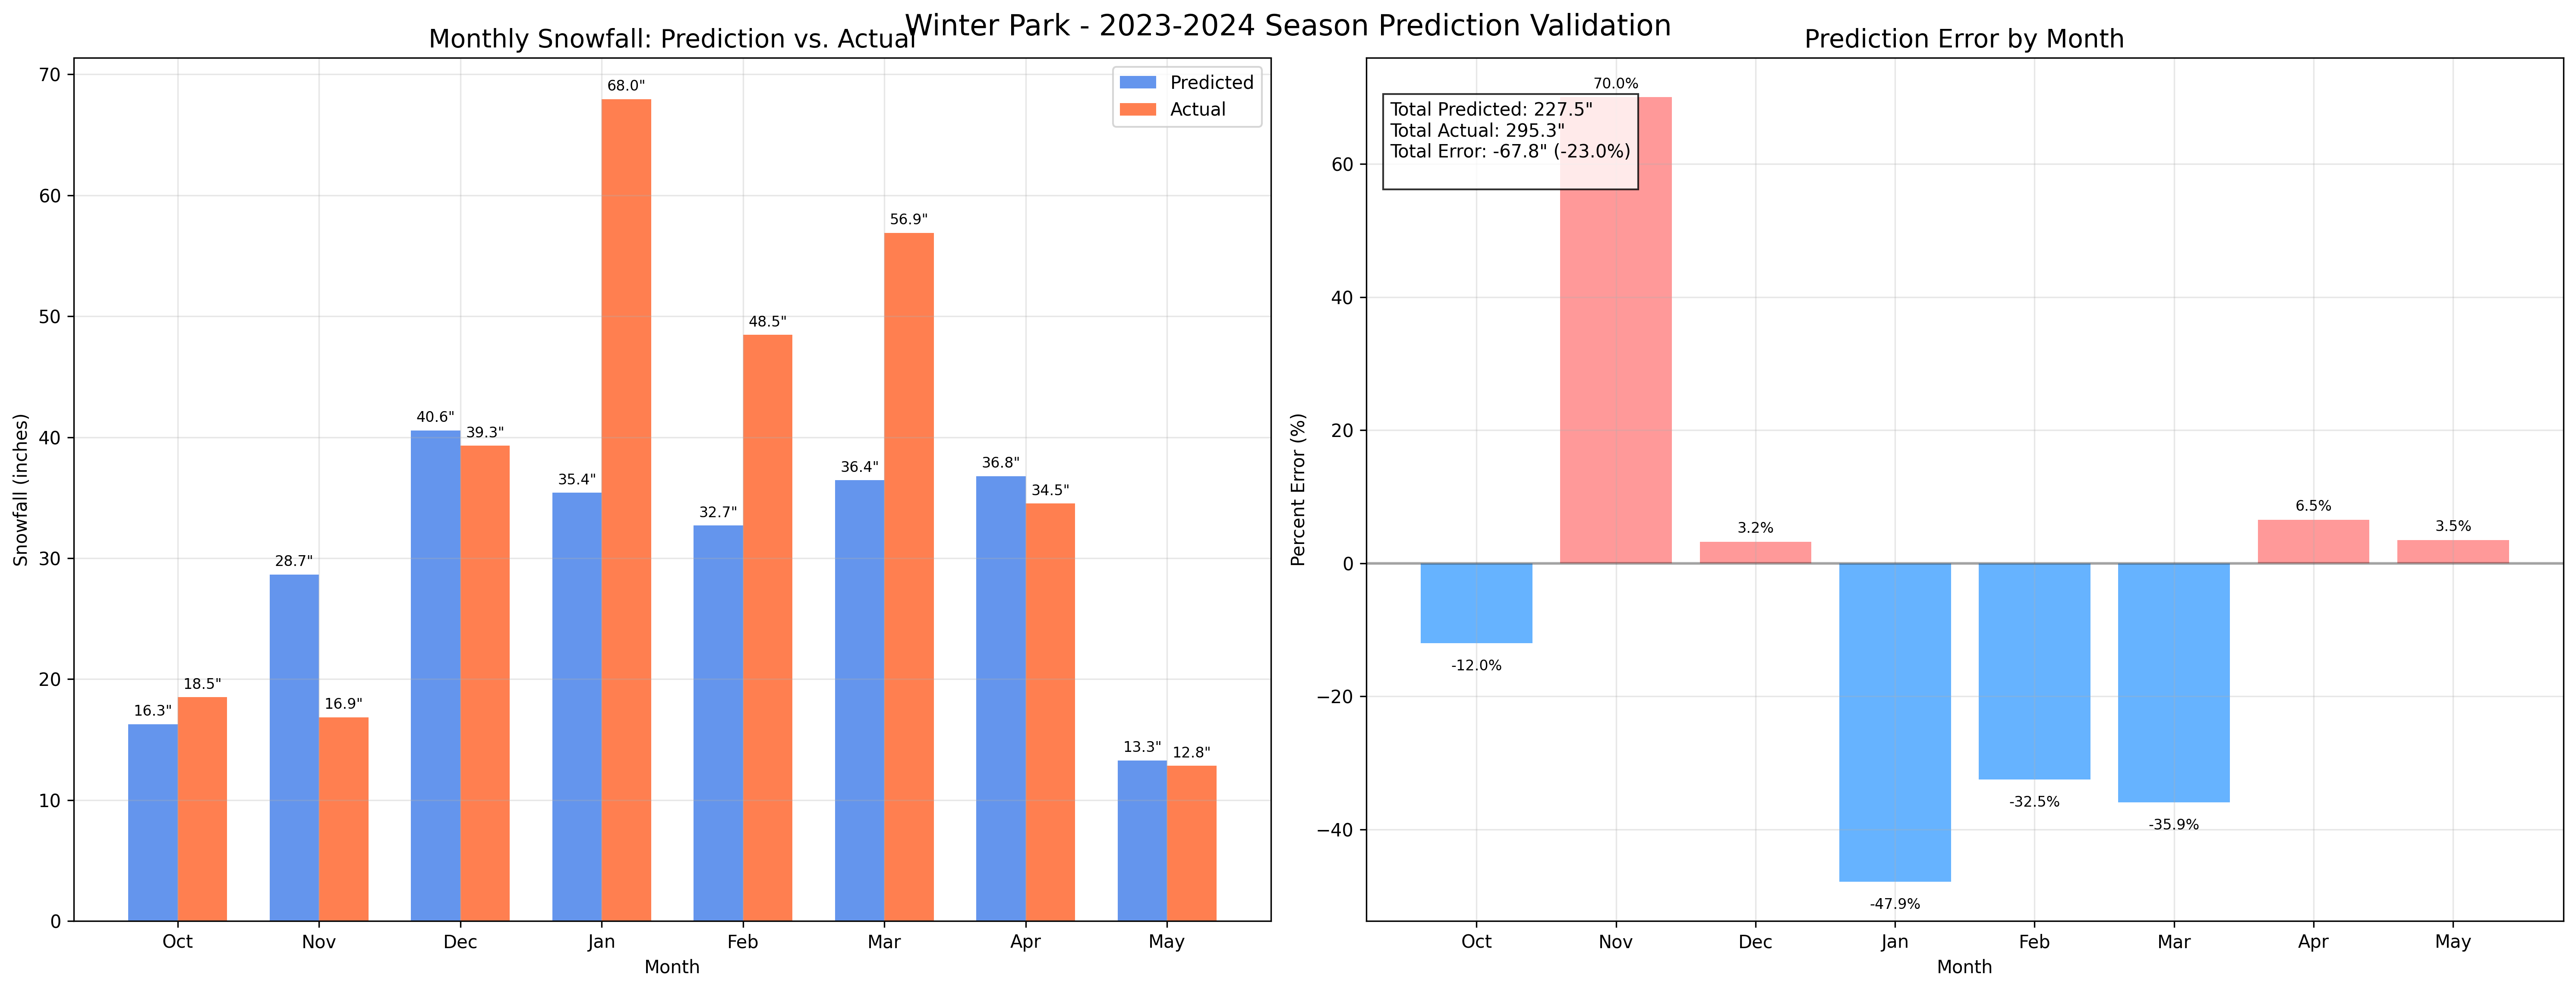 Winter Park - 2023-2024 Season Prediction Validation
Monthly Snowfall: Prediction vs. Actual
Predicted
Actual
Snowfall (inches)
70
60
50
40
30
20
10
0
16.3"
18.5"
28.7"
16.9"
40.6"
39.3"
35.4"
68.0"
32.7"
48.5"
36.4"
56.9"
36.8"
34.5"
13.3"
12.8"
Oct Nov Dec Jan Feb Mar Apr May
Month
Prediction Error by Month
Total Predicted: 227.5"
Total Actual: 295.3"
Total Error: -67.8" (-23.0%)
Percent Error (%)
60
40
20
0
−20
−40
-12.0%
70.0%
3.2%
-47.9%
-32.5%
-35.9%
6.5%
3.5%
Oct Nov Dec Jan Feb Mar Apr May
Month